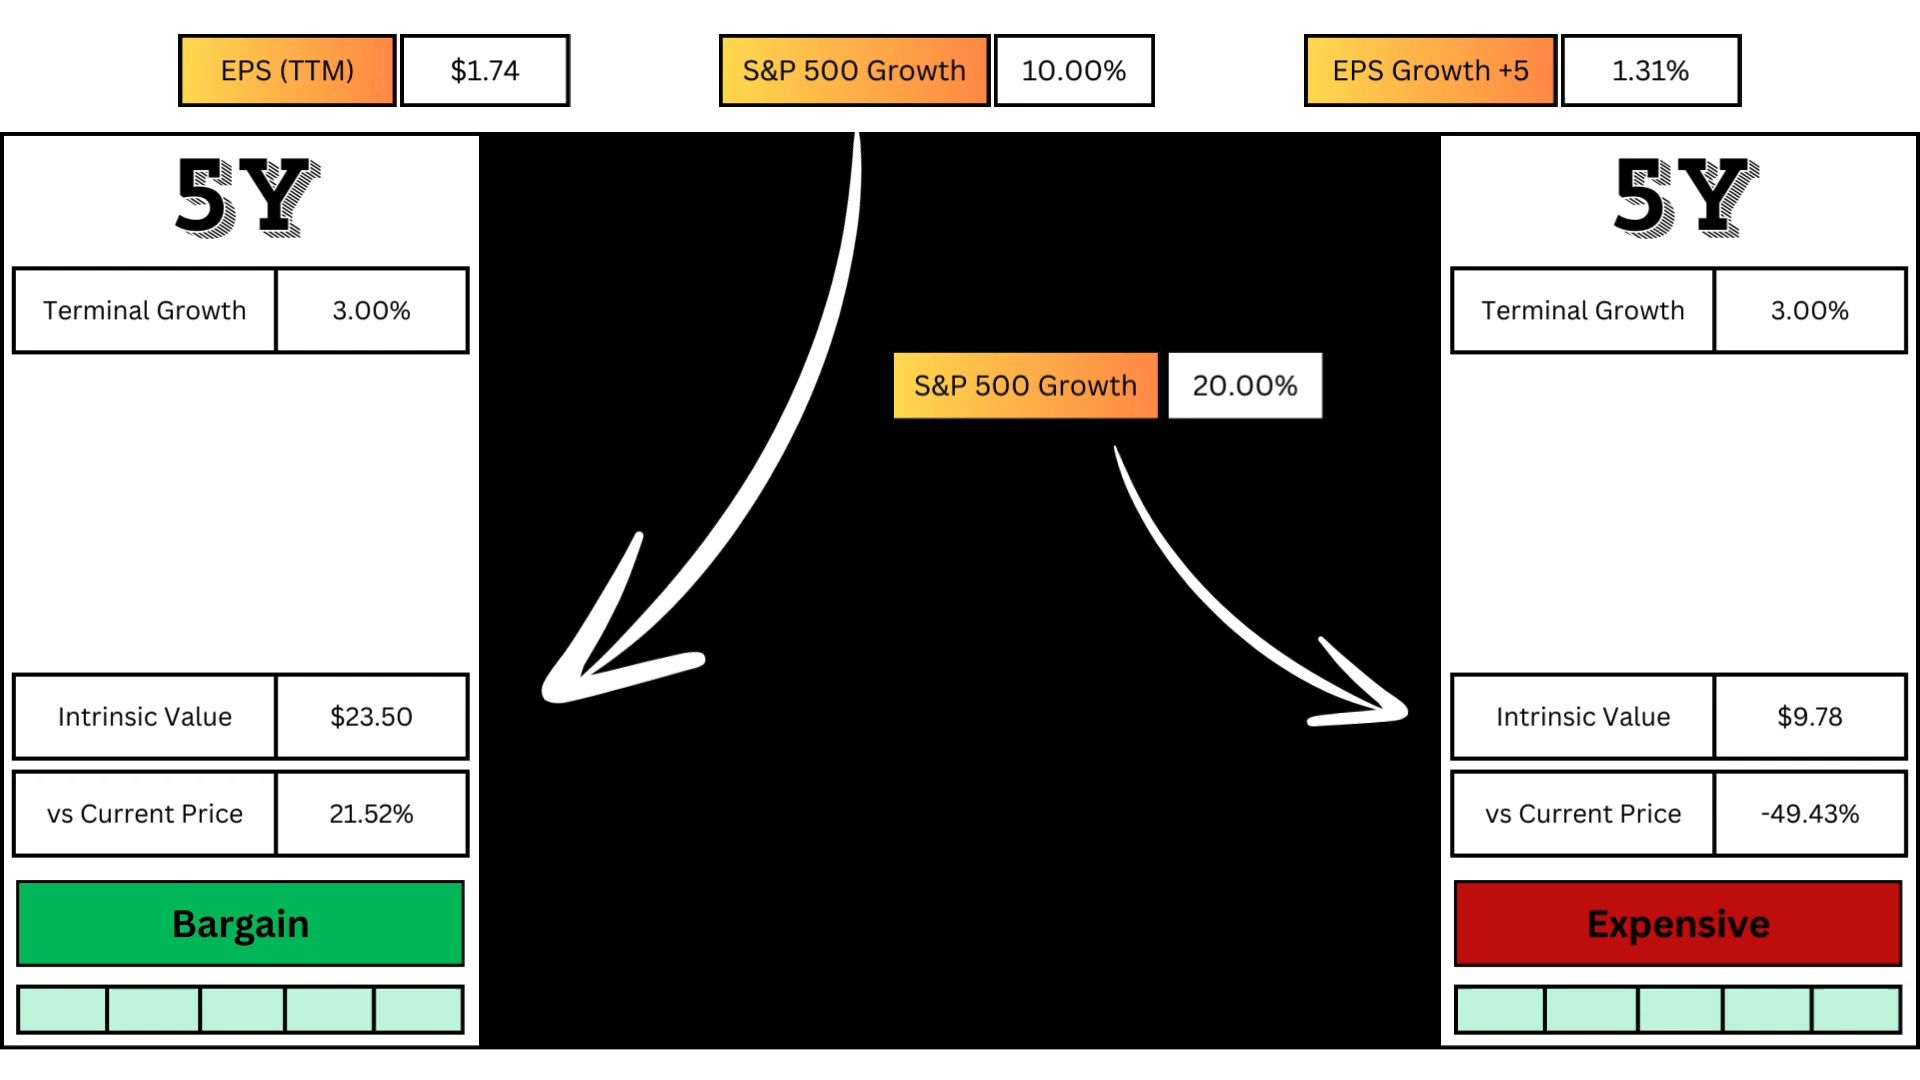 EPS (TTM) $1.74 S&P 500 Growth 10.00% EPS Growth +5 1.31%
5Y
Terminal Growth 3.00%
Intrinsic Value $23.50
vs Current Price 21.52%
Bargain
S&P 500 Growth 20.00%
5Y
Terminal Growth 3.00%
Intrinsic Value $9.78
vs Current Price -49.43%
Expensive